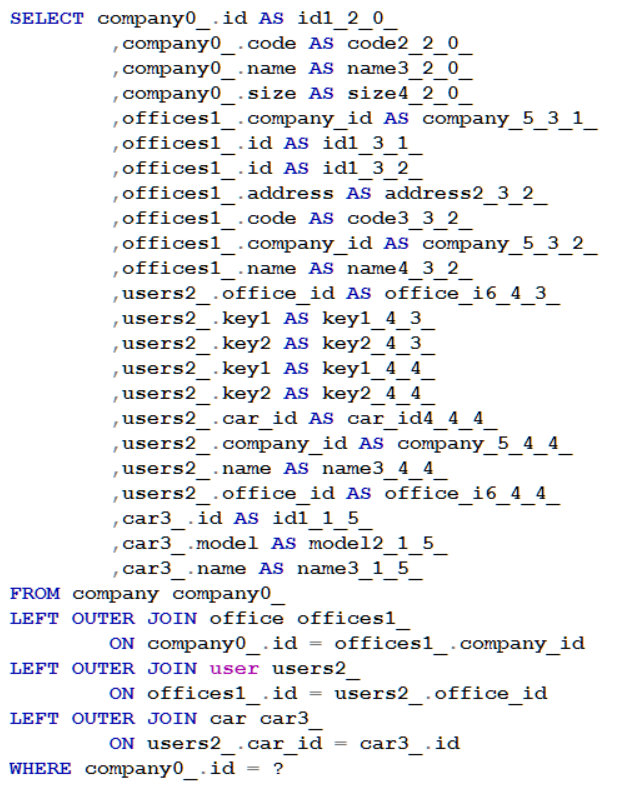 SELECT company0_.id AS id1_2_0_
,company0_.code AS code2_2_0_
,company0_.name AS name3_2_0_
,company0_.size AS size4_2_0_
,offices1_.company_id AS company_5_3_1_
,offices1_.id AS id1_3_1_
,offices1_.id AS id1_3_2_
,offices1_.address AS address2_3_2_
,offices1_.code AS code3_3_2_
,offices1_.company_id AS company_5_3_2_
,offices1_.name AS name4_3_2_
,users2_.office_id AS office_i6_4_3_
,users2_.key1 AS key1_4_3_
,users2_.key2 AS key2_4_3_
,users2_.key1 AS key1_4_4_
,users2_.key2 AS key2_4_4_
,users2_.car_id AS car_id4_4_4_
,users2_.company_id AS company_5_4_4_
,users2_.name AS name3_4_4_
,users2_.office_id AS office_i6_4_4_
,car3_.id AS id1_1_5_
,car3_.model AS model2_1_5_
,car3_.name AS name3_1_5_
FROM company company0_
LEFT OUTER JOIN office offices1_
ON company0_.id = offices1_.company_id
LEFT OUTER JOIN user users2_
ON offices1_.id = users2_.office_id
LEFT OUTER JOIN car car3_
ON users2_.car_id = car3_.id
WHERE company0_.id = ?